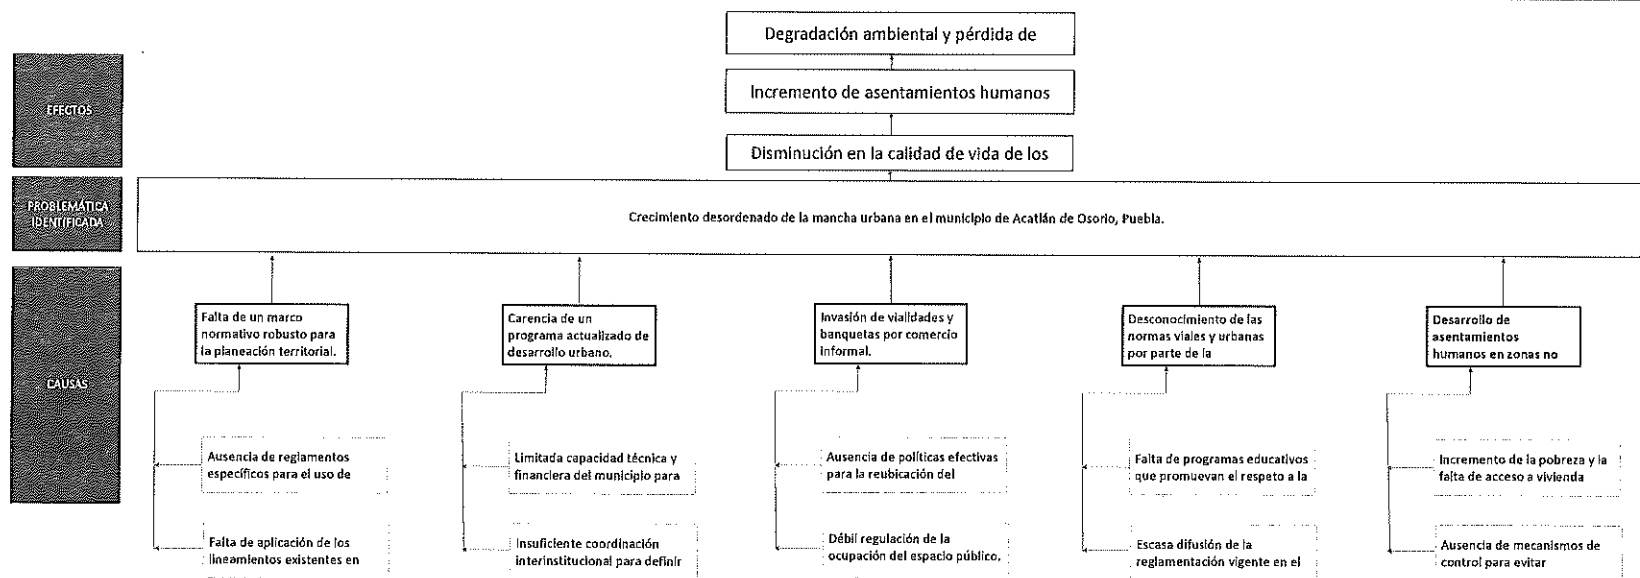 Degradación ambiental y pérdida de
EFECTOS
Incremento de asentamientos humanos
Disminución en la calidad de vida de los
PROBLEMÁTICA
IDENTIFICADA
Crecimiento desordenado de la mancha urbana en el municipio de Acatlán de Osorio, Puebla.
CAUSAS
Falta de un marco
normativo robusto para
la planeación territorial.
Carencia de un
programa actualizado de
desarrollo urbano.
Invasión de vialidades y
banquetas por comercio
informal.
Desconocimiento de las
normas viales y urbanas
por parte de la
Desarrollo de
asentamientos
humanos en zonas no
Ausencia de reglamentos
específicos para el uso de
Limitada capacidad técnica y
financiera del municipio para
Ausencia de políticas efectivas
para la reubicación del
Falta de programas educativos
que promuevan el respeto a la
Incremento de la pobreza y la
falta de acceso a vivienda
Falta de aplicación de los
lineamientos existentes en
Insuficiente coordinación
interinstitucional para definir
Débil regulación de la
ocupación del espacio público.
Escasa difusión de la
reglamentación vigente en el
Ausencia de mecanismos de
control para evitar